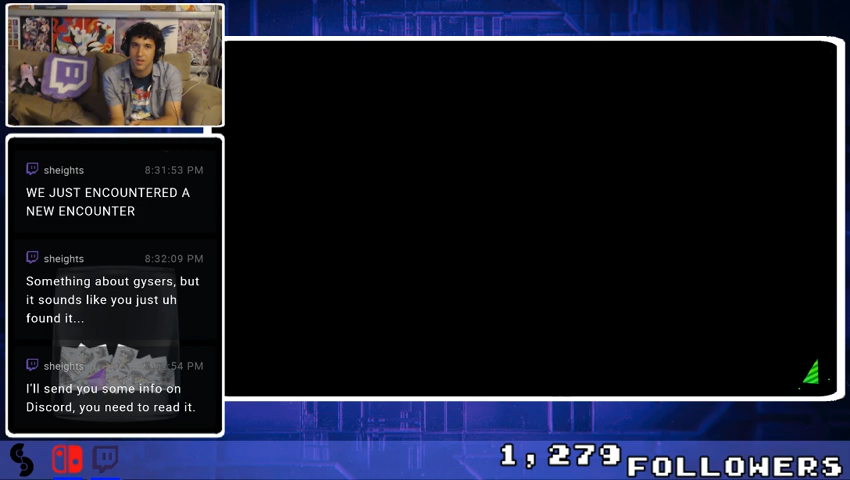 sheights 8:31:53 PM
WE JUST ENCOUNTERED A
NEW ENCOUNTER
sheights 8:32:09 PM
Something about gysers, but
it sounds like you just uh
found it...
sheights :54 PM
I'll send you some info on
Discord, you need to read it.
1,279 FOLLOWERS